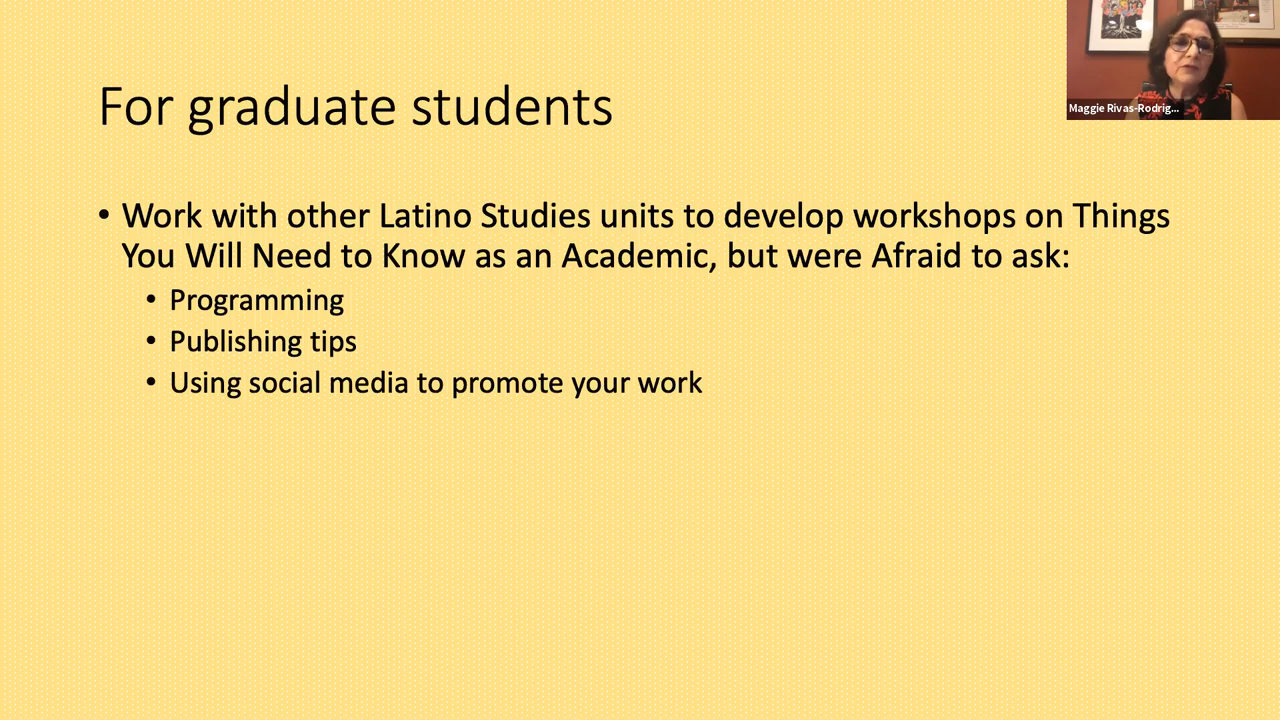 For graduate students
Maggie Rivas-Rodrig...
• Work with other Latino Studies units to develop workshops on Things
You Will Need to Know as an Academic, but were Afraid to ask:
• Programming
• Publishing tips
• Using social media to promote your work